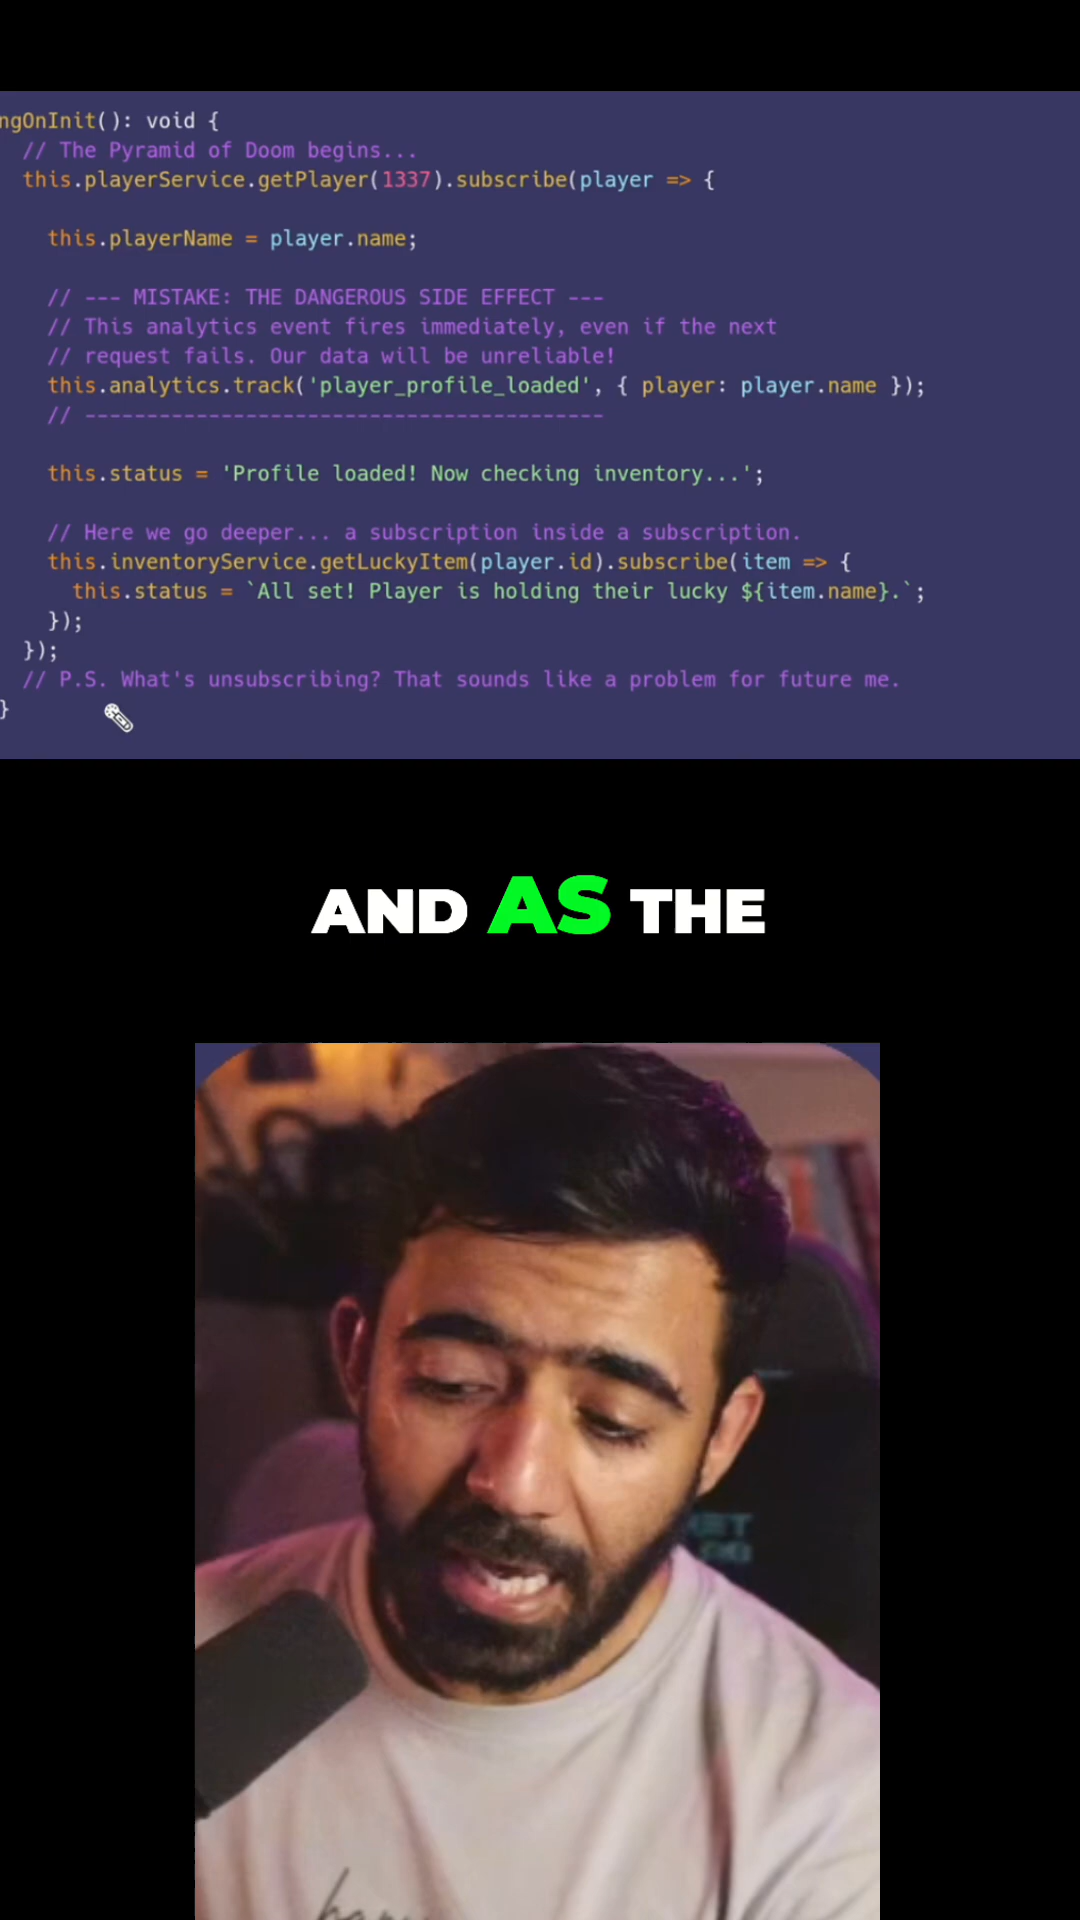 ngOnInit(): void {
// The Pyramid of Doom begins...
this.playerService.getPlayer(1337).subscribe(player => {
this.playerName = player.name;
// --- MISTAKE: THE DANGEROUS SIDE EFFECT ---
// This analytics event fires immediately, even if the next
// request fails. Our data will be unreliable!
this.analytics.track('player_profile_loaded', { player: player.name });
// ------------------------------------------
this.status = 'Profile loaded! Now checking inventory...';
// Here we go deeper... a subscription inside a subscription.
this.inventoryService.getLuckyItem(player.id).subscribe(item => {
this.status = `All set! Player is holding their lucky ${item.name}.`;
});
});
// P.S. What's unsubscribing? That sounds like a problem for future me.
}
AND AS THE